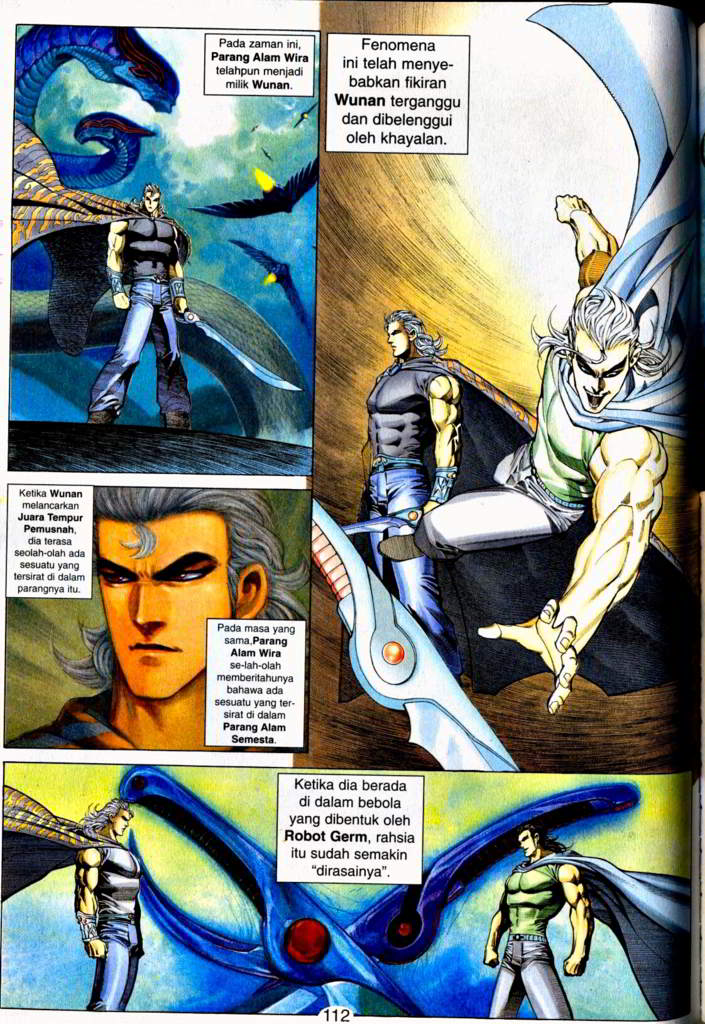 Pada zaman ini,
Parang Alam Wira
telahpun menjadi
milik Wunan.
Fenomena
ini telah menye-
babkan fikiran
Wunan terganggu
dan dibelenggui
oleh khayalan.
Ketika Wunan
melancarkan
Juara Tempur
Pemusnah,
dia terasa
seolah-olah ada
sesuatu yang
tersirat di dalam
parangnya itu.
Pada masa yang
sama,Parang
Alam Wira
se-lah-olah
memberitahunya
bahawa ada
sesuatu yang ter-
sirat di dalam
Parang Alam
Semesta.
Ketika dia berada
di dalam bebola
yang dibentuk oleh
Robot Germ, rahsia
itu sudah semakin
“dirasainya”.
112